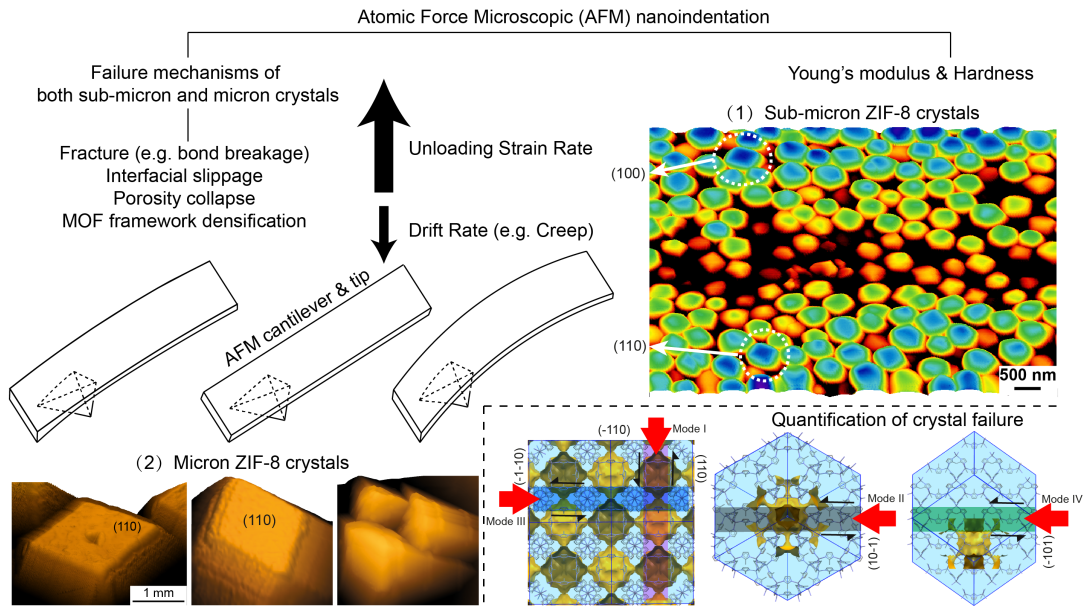 Atomic Force Microscopic (AFM) nanoindentation
Failure mechanisms of
both sub-micron and micron crystals
Fracture (e.g. bond breakage)
Interfacial slippage
Porosity collapse
MOF framework densification
Unloading Strain Rate
Drift Rate (e.g. Creep)
AFM cantilever & tip
Young's modulus & Hardness
（1）Sub-micron ZIF-8 crystals
(100)
(110)
500 nm
（2）Micron ZIF-8 crystals
(110)
1 mm
(110)
Quantification of crystal failure
(-110)
Mode I
(-1-10)
(110)
Mode III
Mode II
(10-1)
Mode IV
(-101)